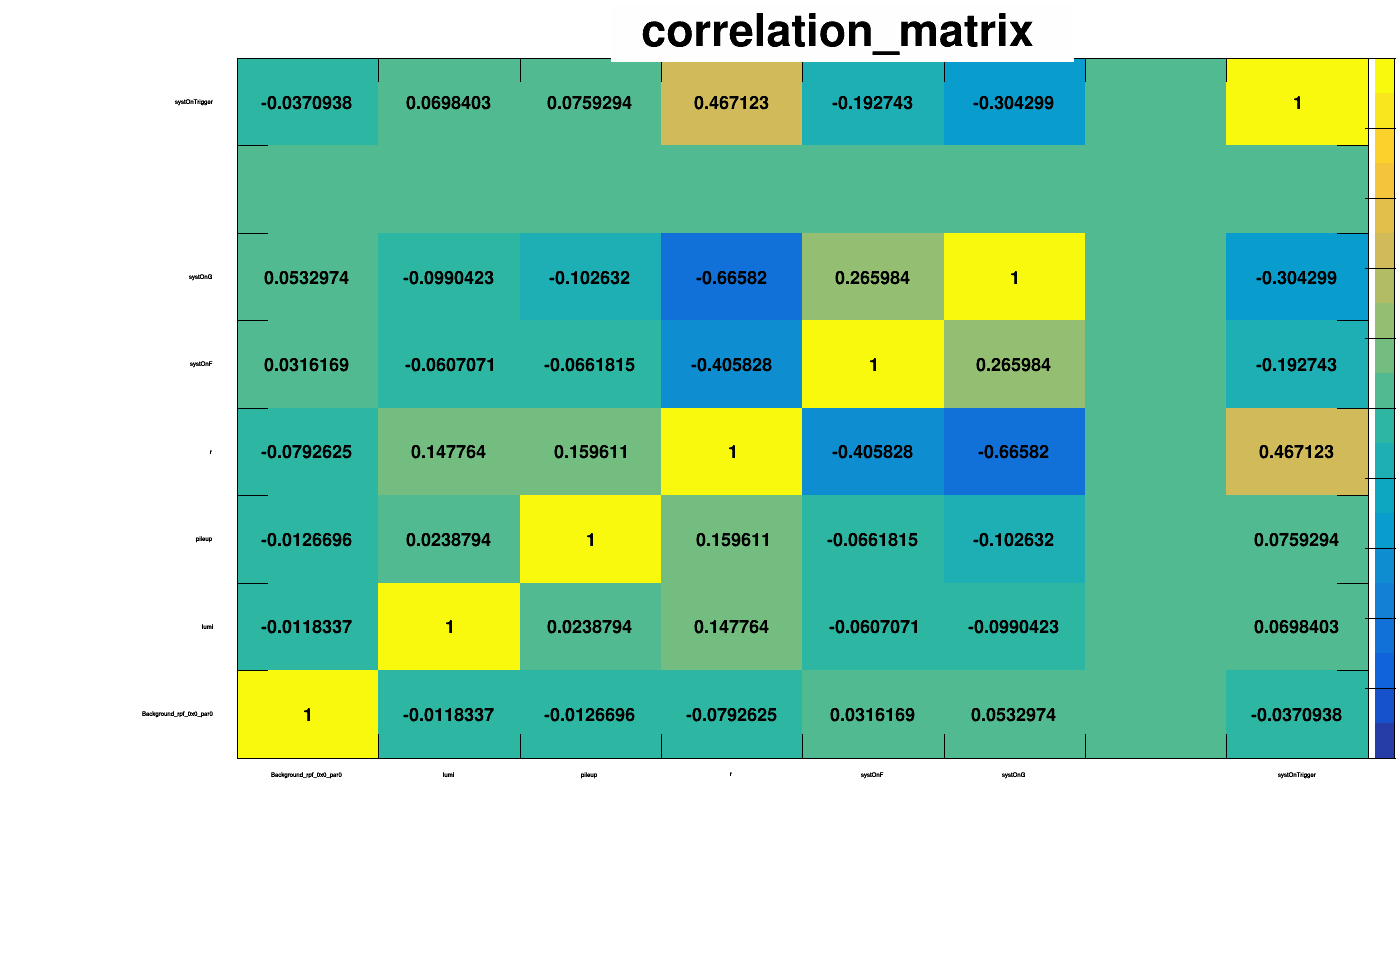 correlation_matrix
systOnTrigger -0.0370938 0.0698403 0.0759294 0.467123 -0.192743 -0.304299 1
systOnG 0.0532974 -0.0990423 -0.102632 -0.66582 0.265984 1 -0.304299
systOnF 0.0316169 -0.0607071 -0.0661815 -0.405828 1 0.265984 -0.192743
r -0.0792625 0.147764 0.159611 1 -0.405828 -0.66582 0.467123
pileup -0.0126696 0.0238794 1 0.159611 -0.0661815 -0.102632 0.0759294
lumi -0.0118337 1 0.0238794 0.147764 -0.0607071 -0.0990423 0.0698403
Background_rpf_0x0_par0 1 -0.0118337 -0.0126696 -0.0792625 0.0316169 0.0532974 -0.0370938
Background_rpf_0x0_par0 lumi pileup r systOnF systOnG systOnTrigger